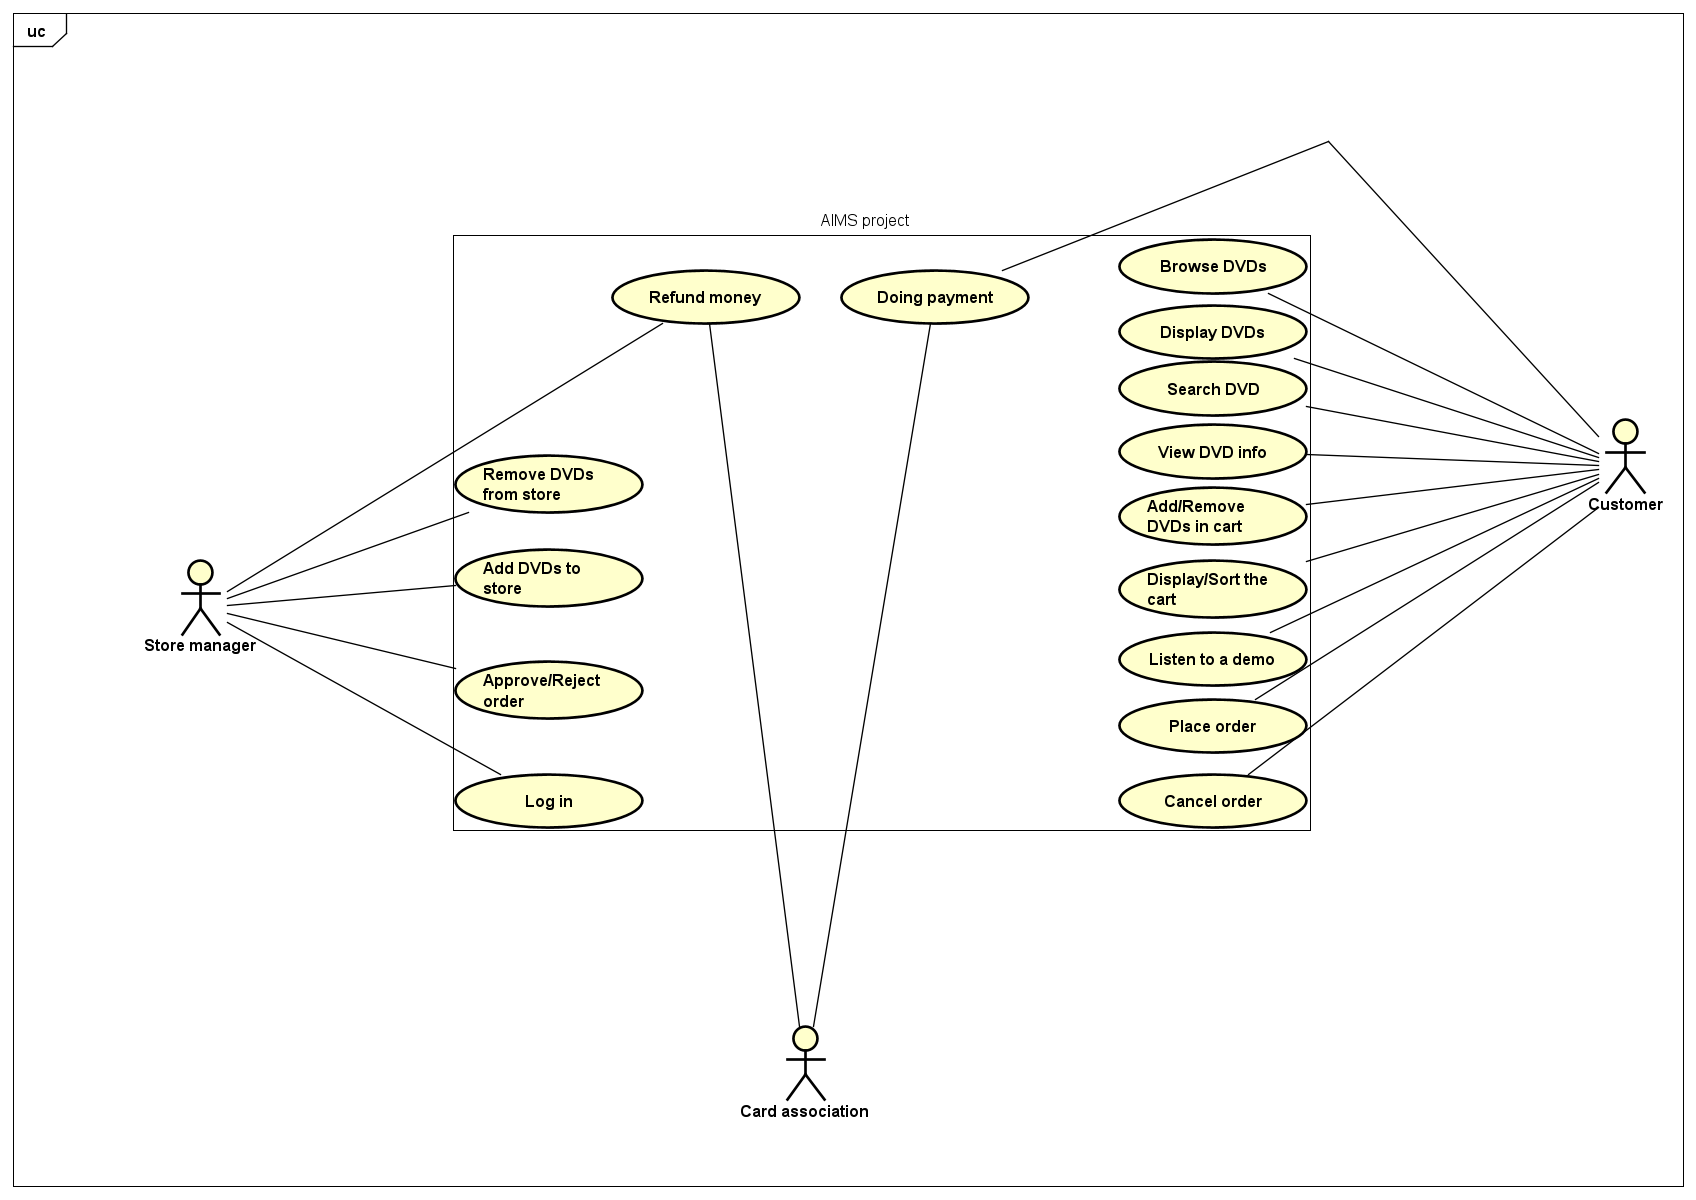 uc
AIMS project
Browse DVDs
Refund money
Doing payment
Display DVDs
Search DVD
View DVD info
Remove DVDs
from store
Add/Remove
DVDs in cart
Customer
Add DVDs to
store
Display/Sort the
cart
Store manager
Listen to a demo
Approve/Reject
order
Place order
Log in
Cancel order
Card association